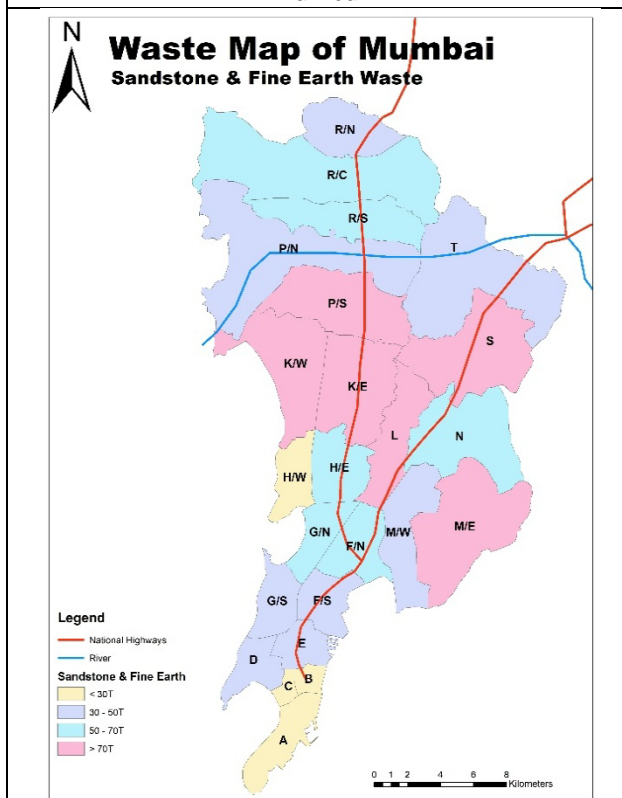 N
Waste Map of Mumbai
Sandstone & Fine Earth Waste
R/N
R/C
R/S
P/N
T
P/S
S
K/W
K/E
L
N
H/W
H/E
G/N
F/N
M/W
M/E
G/S
F/S
E
D
B
C
A
Legend
National Highways
River
Sandstone & Fine Earth
< 30T
30 - 50T
50 - 70T
> 70T
0 1 2 4 6 8
Kilometers